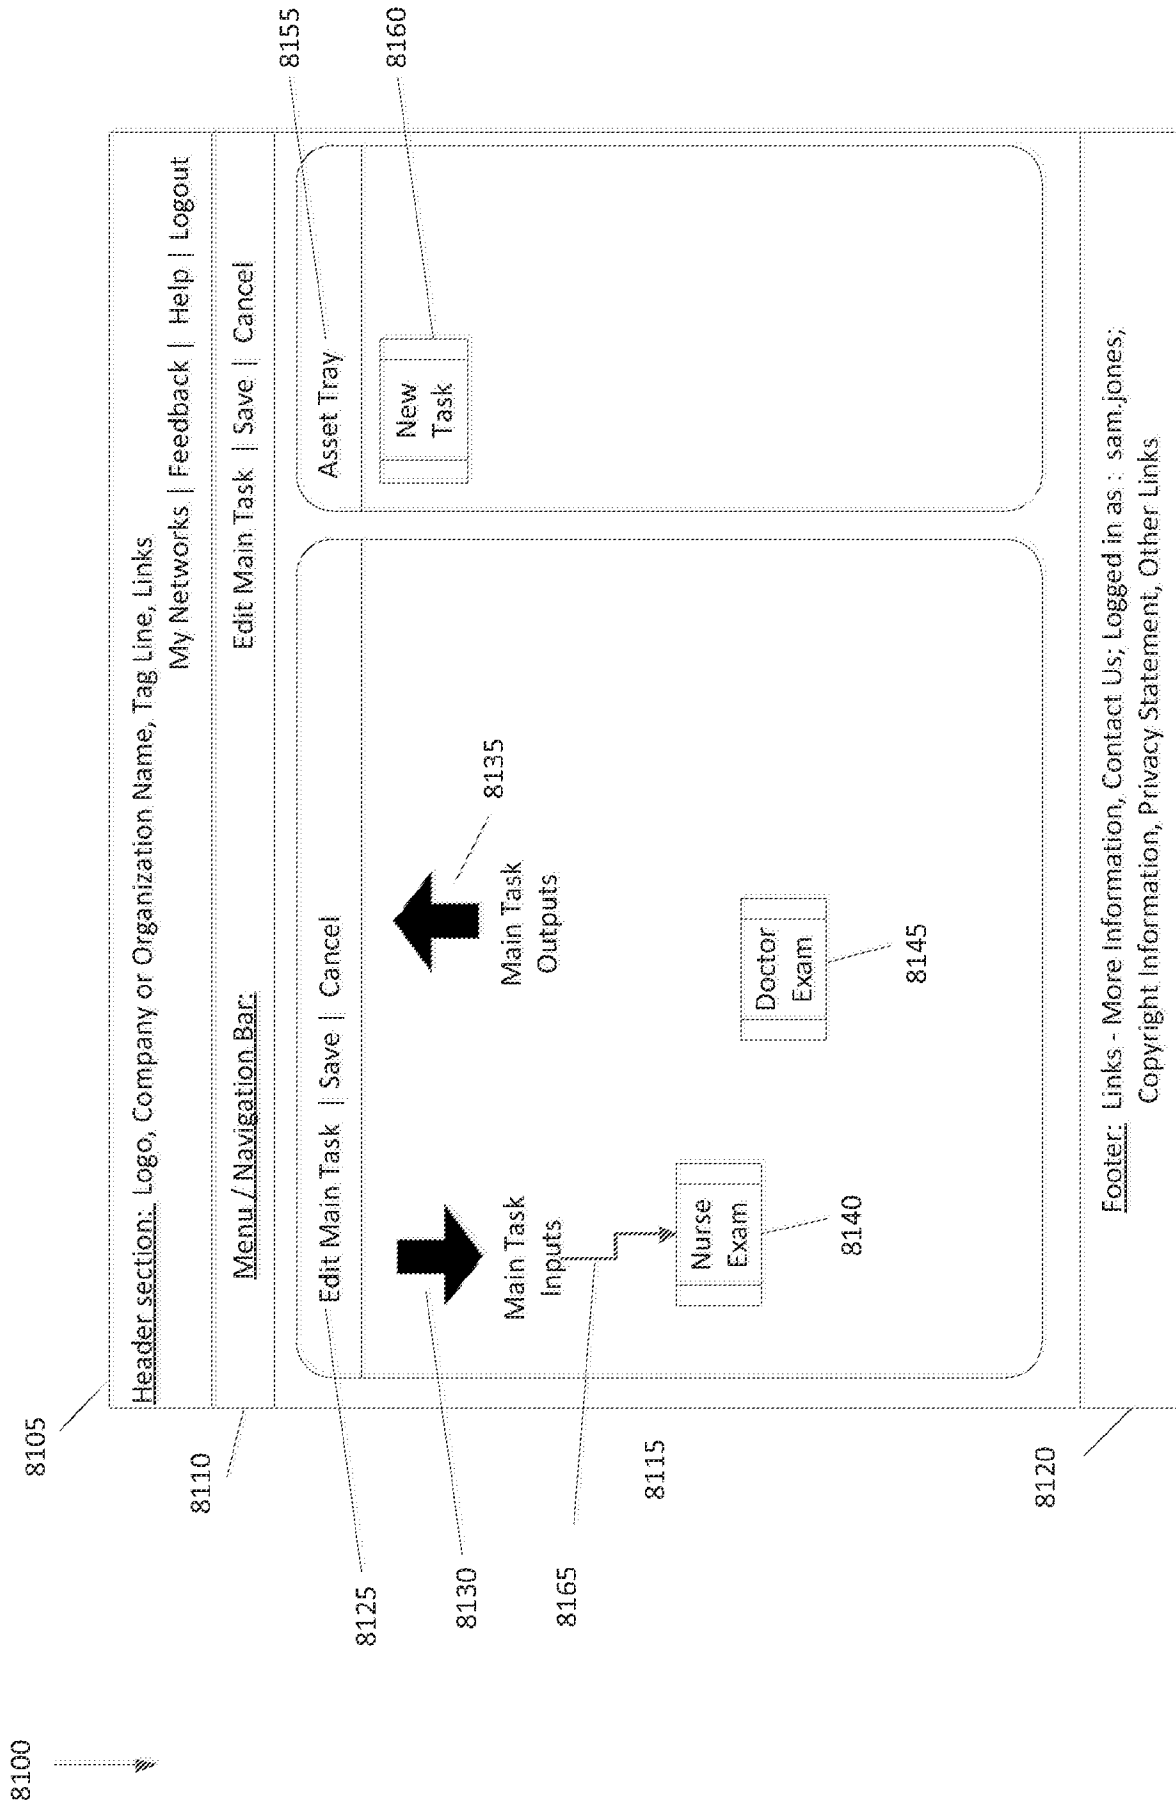 8100
8105
Header section: Logo, Company or Organization Name, Tag Line, Links
My Networks | Feedback | Help | Logout
8110
Menu / Navigation Bar:
Edit Main Task | Save | Cancel
8155
8125
Edit Main Task | Save | Cancel
Asset Tray
8160
8130
8135
New
Task
Main Task
Inputs
Main Task
Outputs
8165
8115
Nurse
Exam
Doctor
Exam
8140
8145
8120
Footer: Links - More Information, Contact Us; Logged in as : sam.jones;
Copyright Information, Privacy Statement, Other Links